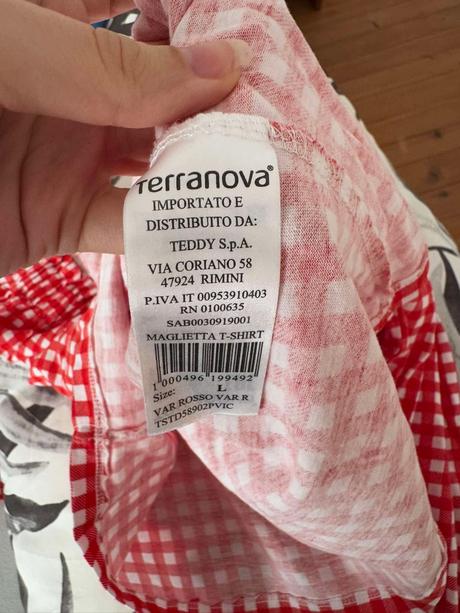 Terranova®
IMPORTATO E
DISTRIBUITO DA:
TEDDY S.p.A.
VIA CORIANO 58
47924 RIMINI
P.IVA IT 00953910403
RN 0100635
SAB0030919001
MAGLIETTA T-SHIRT
1 000496 199492
Size: L
VAR ROSSO VAR R
TSTD58902PVIC